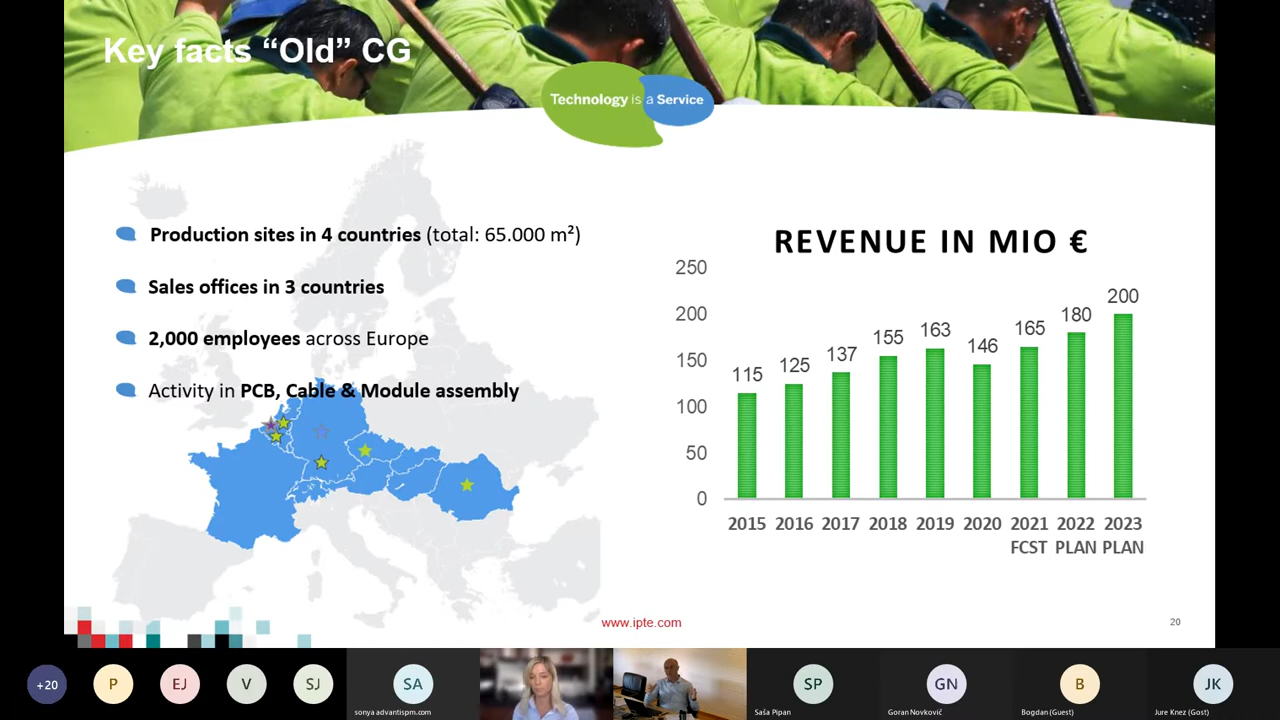 Key facts “Old” CG
Technology is a Service
Production sites in 4 countries (total: 65.000 m²)
Sales offices in 3 countries
2,000 employees across Europe
Activity in PCB, Cable & Module assembly
REVENUE IN MIO €
250
200
150
100
50
0
115
125
137
155
163
146
165
180
200
2015 2016 2017 2018 2019 2020 2021 2022 2023
FCST PLAN PLAN
www.ipte.com
20
+20
P
EJ
V
SJ
SA
sonya advantispm.com
SP
Saša Pipan
GN
Goran Novković
B
Bogdan (Guest)
JK
Jure Knez (Gost)